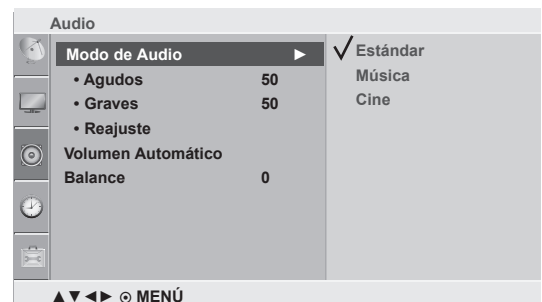 Audio
Modo de Audio ►
• Agudos 50
• Graves 50
• Reajuste
Volumen Automático
Balance 0
✓ Estándar
Música
Cine
▲▼◄► ⊙ MENÚ